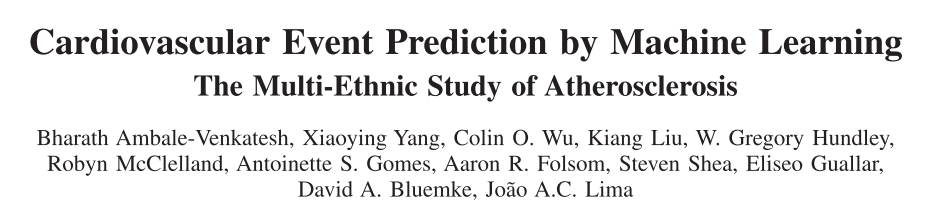 Cardiovascular Event Prediction by Machine Learning
The Multi-Ethnic Study of Atherosclerosis
Bharath Ambale-Venkatesh, Xiaoying Yang, Colin O. Wu, Kiang Liu, W. Gregory Hundley,
Robyn McClelland, Antoinette S. Gomes, Aaron R. Folsom, Steven Shea, Eliseo Guallar,
David A. Bluemke, João A.C. Lima